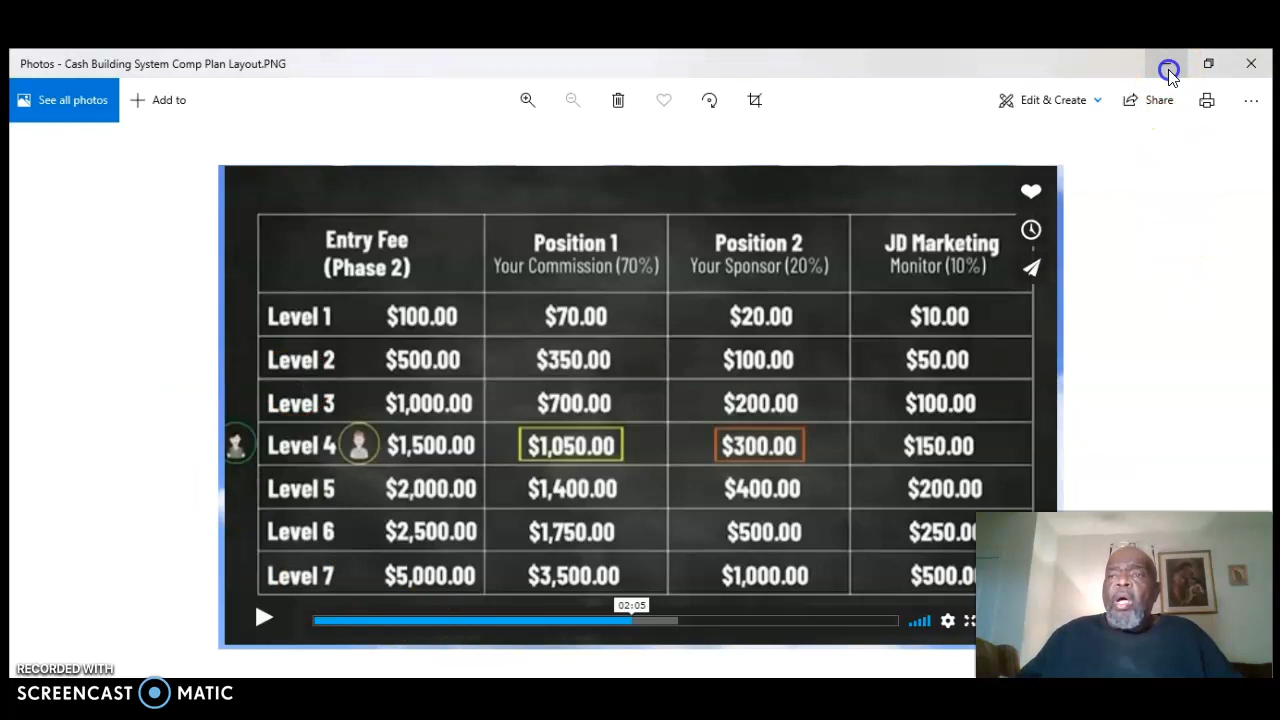 Photos - Cash Building System Comp Plan Layout.PNG
See all photos
Add to
Edit & Create
Share
Entry Fee (Phase 2)
Position 1
Your Commission (70%)
Position 2
Your Sponsor (20%)
JD Marketing
Monitor (10%)
Level 1 $100.00 $70.00 $20.00 $10.00
Level 2 $500.00 $350.00 $100.00 $50.00
Level 3 $1,000.00 $700.00 $200.00 $100.00
Level 4 $1,500.00 $1,050.00 $300.00 $150.00
Level 5 $2,000.00 $1,400.00 $400.00 $200.00
Level 6 $2,500.00 $1,750.00 $500.00 $250.0
Level 7 $5,000.00 $3,500.00 $1,000.00 $500.0
02:05
RECORDED WITH
SCREENCAST MATIC